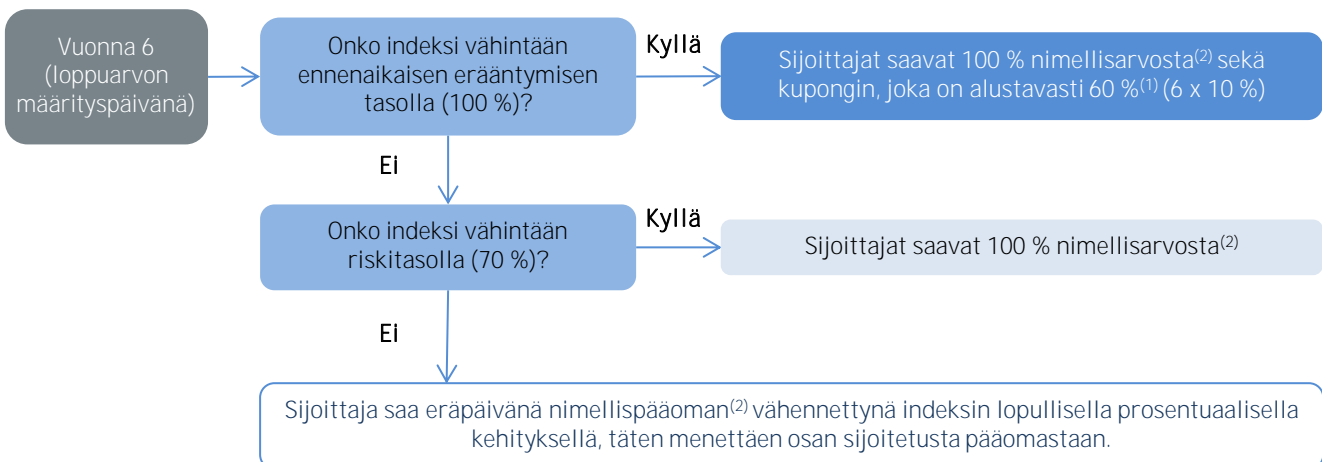 Vuonna 6
(loppuarvon
määrityspäivänä)
Onko indeksi vähintään
ennenaikaisen erääntymisen
tasolla (100 %)?
Kyllä
Sijoittajat saavat 100 % nimellisarvosta(2) sekä
kupongin, joka on alustavasti 60 %(1) (6 x 10 %)
Ei
Onko indeksi vähintään
riskitasolla (70 %)?
Kyllä
Sijoittajat saavat 100 % nimellisarvosta(2)
Ei
Sijoittaja saa eräpäivänä nimellispääoman(2) vähennettynä indeksin lopullisella prosentuaalisella
kehityksellä, täten menettäen osan sijoitetusta pääomastaan.